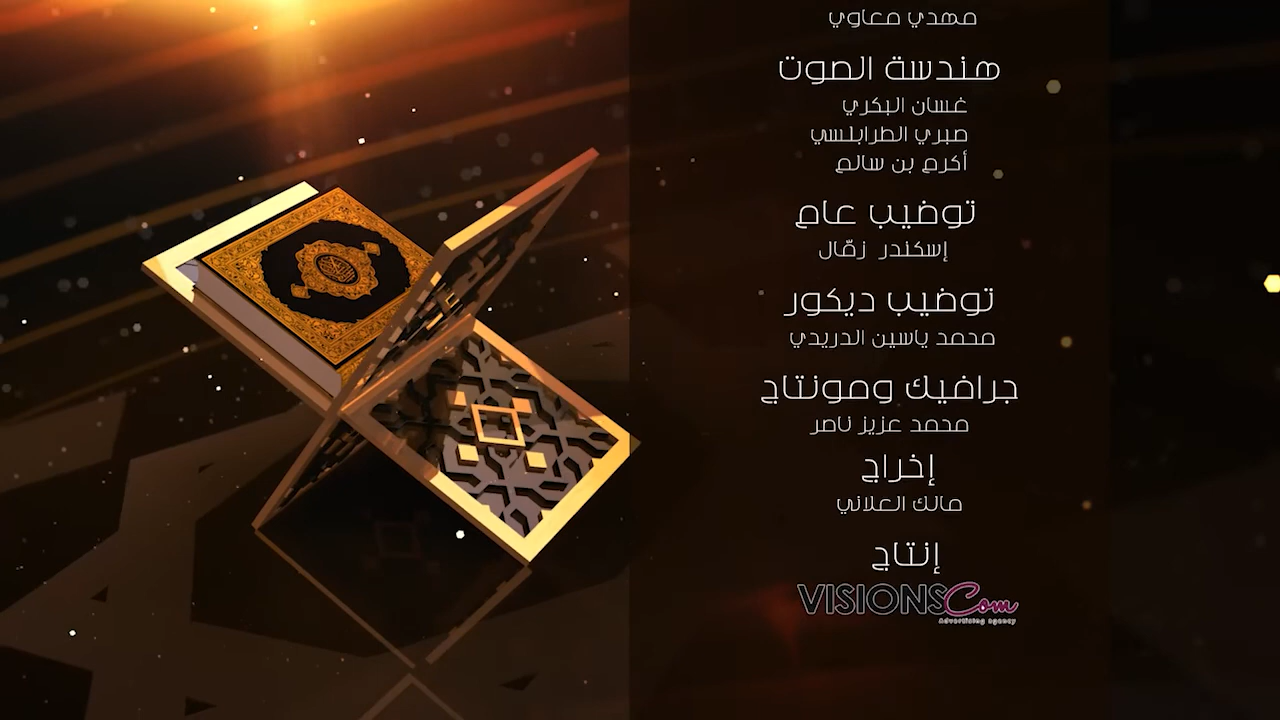 مهدي معاوي
هندسة الصوت
غسان البكري
صبري الطرابلسي
أكرم بن سالم
توضيب عام
إسكندر زمّال
توضيب ديكور
محمد ياسين الدريدي
جرافيك ومونتاج
محمد عزيز ناصر
إخراج
مالك العلاني
إنتاج
VISIONSCom
Advertising agency